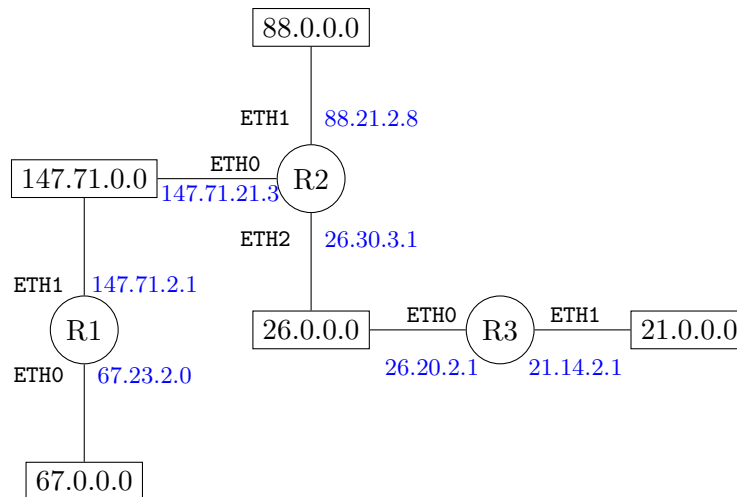 88.0.0.0
ETH1 88.21.2.8
147.71.0.0 ETH0 R2
147.71.21.3
ETH2 26.30.3.1
ETH1 147.71.2.1
R1 26.0.0.0 ETH0 R3 ETH1 21.0.0.0
26.20.2.1 21.14.2.1
ETH0 67.23.2.0
67.0.0.0